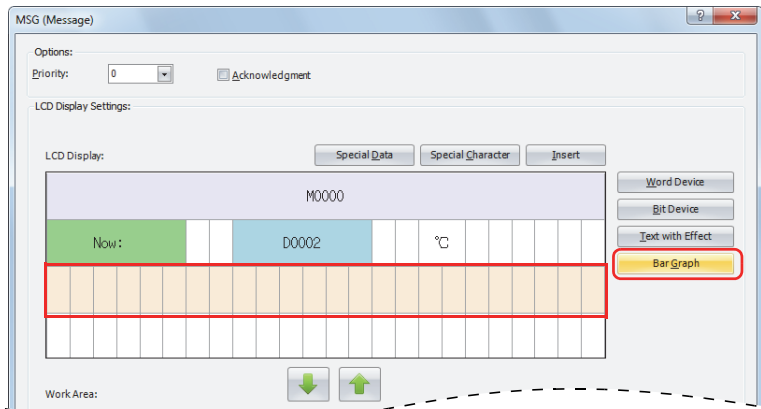 MSG (Message)
Options:
Priority: 0 Acknowledgment
LCD Display Settings:
LCD Display: Special Data Special Character Insert
M0000 Word Device
Bit Device
Now: D0002 ℃ Text with Effect
Bar Graph
Work Area: